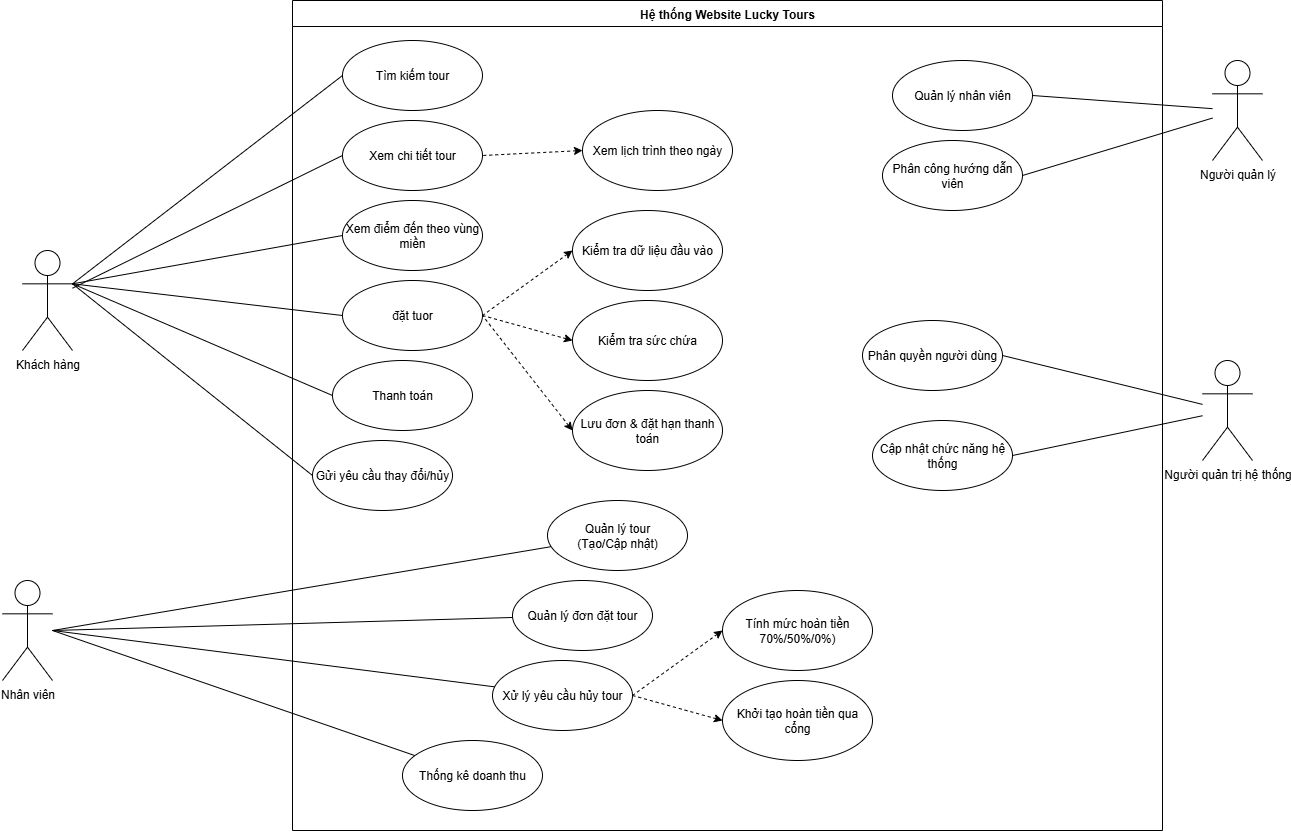 Hệ thống Website Lucky Tours
Tìm kiếm tour
Xem chi tiết tour
Xem lịch trình theo ngày
Xem điểm đến theo vùng
miền
đặt tuor
Kiểm tra dữ liệu đầu vào
Kiểm tra sức chứa
Lưu đơn & đặt hạn thanh
toán
Thanh toán
Gửi yêu cầu thay đổi/hủy
Khách hàng
Quản lý nhân viên
Phân công hướng dẫn
viên
Người quản lý
Phân quyền người dùng
Cập nhật chức năng hệ
thống
Người quản trị hệ thống
Quản lý tour
(Tạo/Cập nhật)
Quản lý đơn đặt tour
Xử lý yêu cầu hủy tour
Tính mức hoàn tiền
70%/50%/0%)
Khởi tạo hoàn tiền qua
cổng
Thống kê doanh thu
Nhân viên